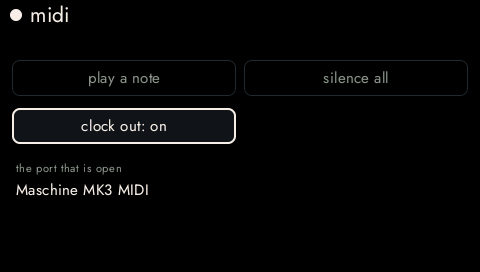 midi
play a note
silence all
clock out: on
the port that is open
Maschine MK3 MIDI